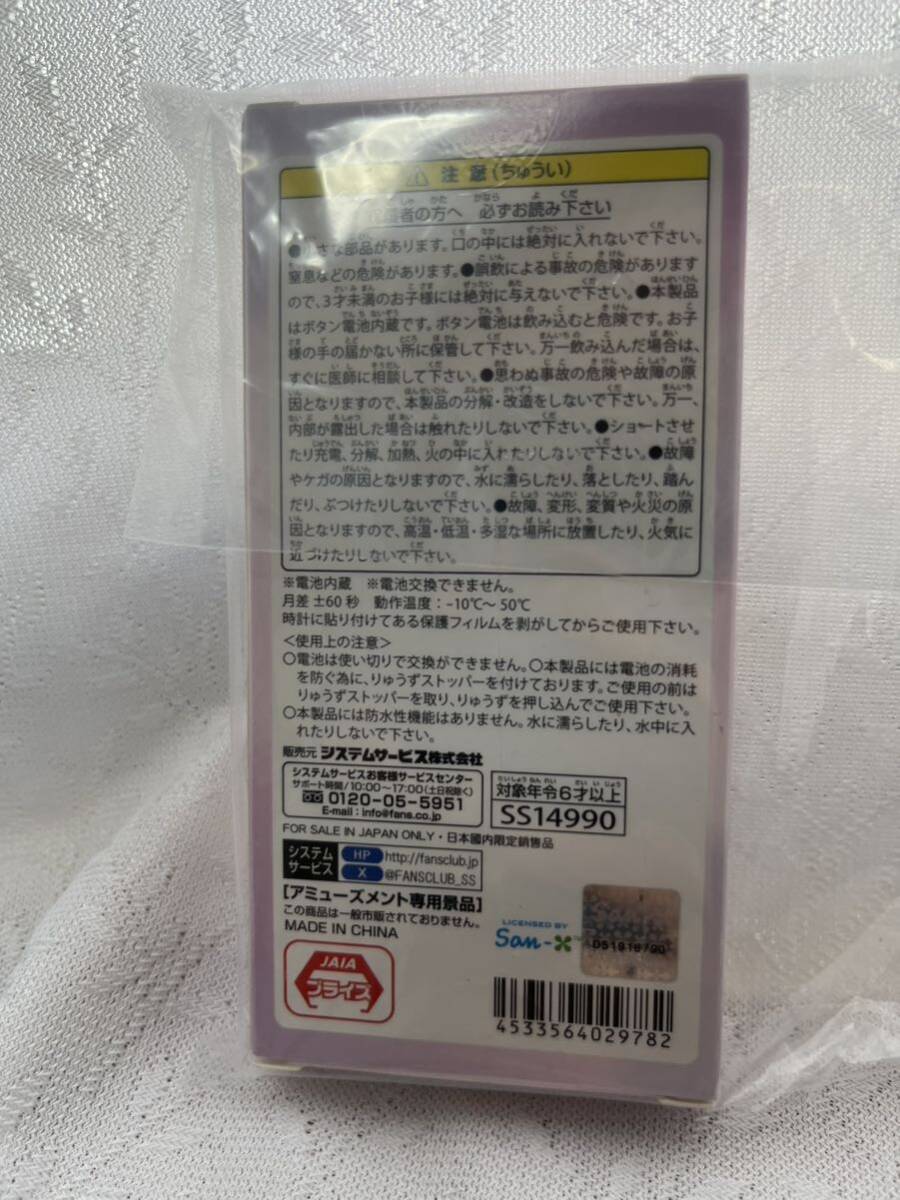 ⚠ 注意(ちゅうい)
護者の方へ 必ずお読み下さい
●小さな部品があります。口の中には絶対に入れないで下さい。
窒息などの危険があります。●誤飲による事故の危険があります
ので、3才未満のお子様には絶対に与えないで下さい。●本製品
はボタン電池内蔵です。ボタン電池は飲み込むと危険です。お子
様の手の届かない所に保管して下さい。万一飲み込んだ場合は、
すぐに医師に相談して下さい。●思わぬ事故の危険や故障の原
因となりますので、本製品の分解・改造をしないで下さい。万一、
内部が露出した場合は触れたりしないで下さい。●ショートさせ
たり充電、分解、加熱、火の中に入れたりしないで下さい。●故障
やケガの原因となりますので、水に濡らしたり、落としたり、踏ん
だり、ぶつけたりしないで下さい。●故障、変形、変質や火災の原
因となりますので、高温・低温・多湿な場所に放置したり、火気に
近づけたりしないで下さい。
※電池内蔵 ※電池交換できません。
月差±60秒 動作温度：-10℃～50℃
時計に貼り付けてある保護フィルムを剥がしてからご使用下さい。
＜使用上の注意＞
○電池は使い切りで交換ができません。○本製品には電池の消耗
を防ぐ為に、りゅうずストッパーを付けております。ご使用の前は
りゅうずストッパーを取り、りゅうずを押し込んでご使用下さい。
○本製品には防水性機能はありません。水に濡らしたり、水中に入
れたりしないで下さい。
販売元 システムサービス株式会社
システムサービスお客様サービスセンター
サポート時間/10:00～17:00(土日祝除く)
0120-05-5951
E-mail：info@fans.co.jp
対象年令6才以上
SS14990
FOR SALE IN JAPAN ONLY・日本國内限定銷售品
システム
サービス
HP http://fansclub.jp
X @FANSCLUB_SS
[アミューズメント専用景品]
この商品は一般市販されておりません。
MADE IN CHINA
JAIA
プライズ
LICENSED BY
San-X™
4533564029782